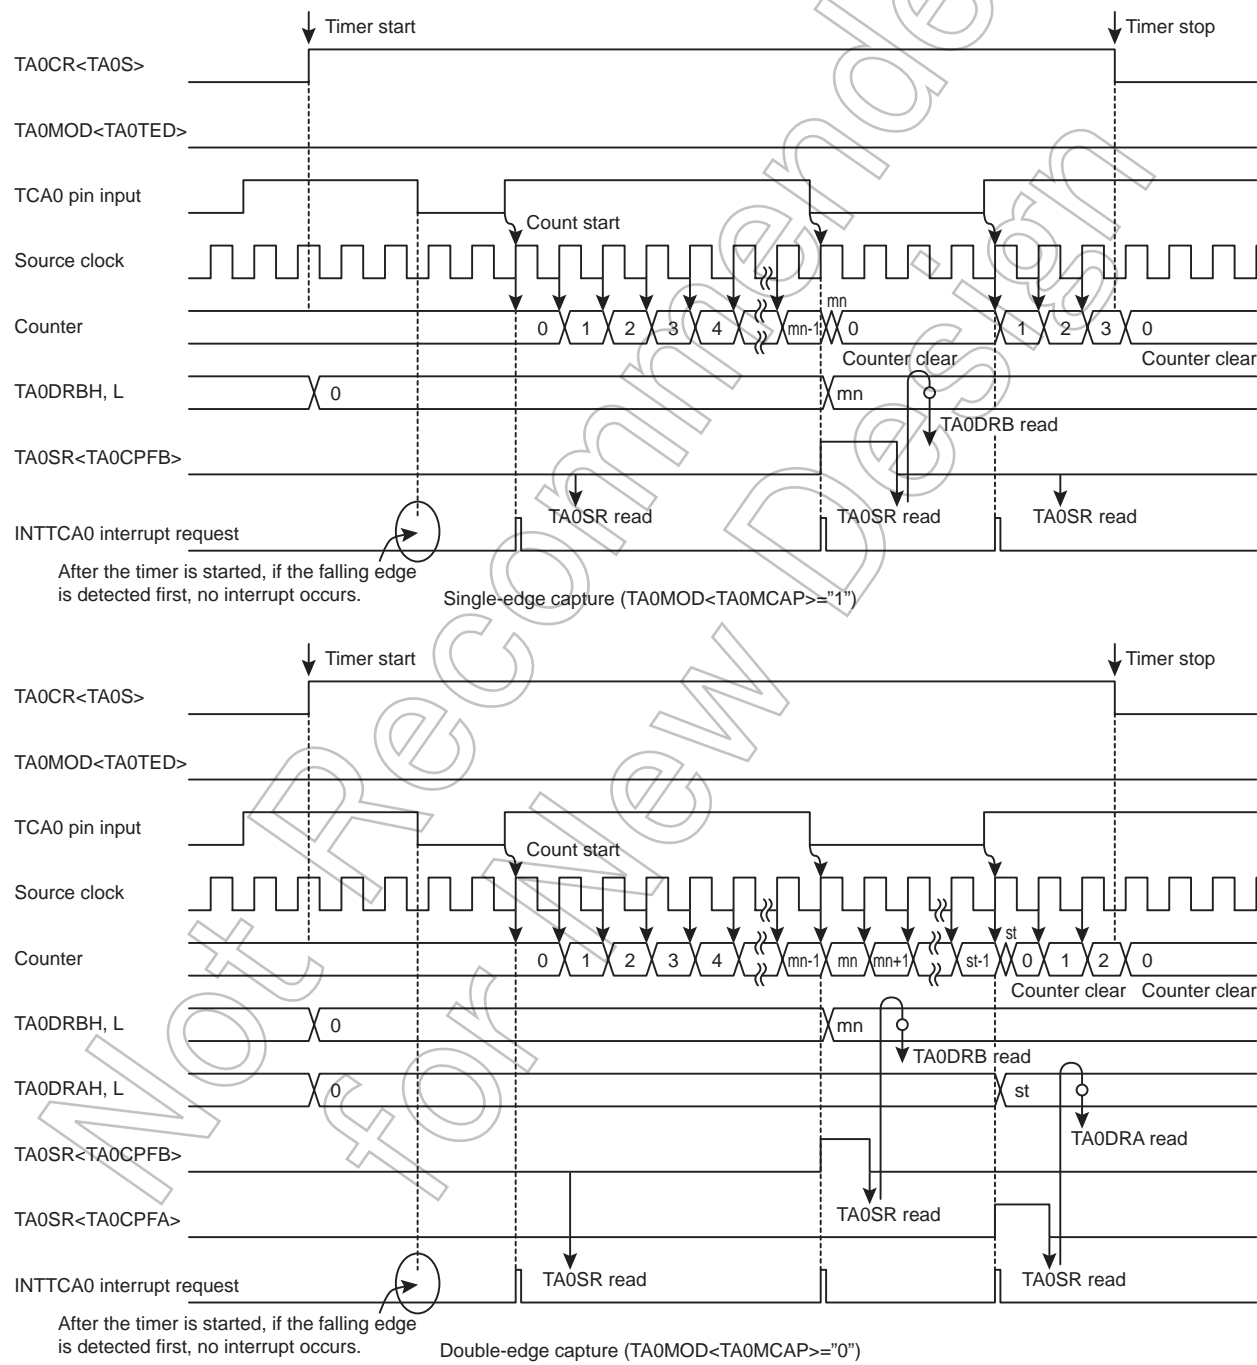 Timer start
Timer stop
TA0CR<TA0S>
TA0MOD<TA0TED>
TCA0 pin input
Count start
Source clock
mn
Counter
0 1 2 3 4 mn-1 0 1 2 3 0
Counter clear
Counter clear
TA0DRBH, L
0
mn
TA0DRB read
TA0SR<TA0CPFB>
TA0SR read
TA0SR read
TA0SR read
INTTCA0 interrupt request
After the timer is started, if the falling edge
is detected first, no interrupt occurs.
Single-edge capture (TA0MOD<TA0MCAP>="1")
Timer start
Timer stop
TA0CR<TA0S>
TA0MOD<TA0TED>
TCA0 pin input
Count start
Source clock
st
Counter
0 1 2 3 4 mn-1 mn mn+1 st-1 0 1 2 0
Counter clear
Counter clear
TA0DRBH, L
0
mn
TA0DRB read
TA0DRAH, L
0
st
TA0DRA read
TA0SR<TA0CPFB>
TA0SR read
TA0SR<TA0CPFA>
TA0SR read
TA0SR read
INTTCA0 interrupt request
After the timer is started, if the falling edge
is detected first, no interrupt occurs.
Double-edge capture (TA0MOD<TA0MCAP>="0")
Not Recommended
for New Design